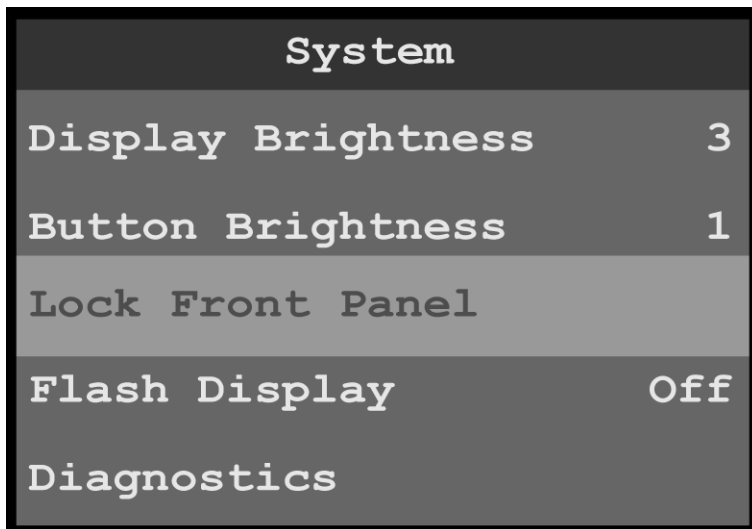 System
Display Brightness 3
Button Brightness 1
Lock Front Panel
Flash Display Off
Diagnostics